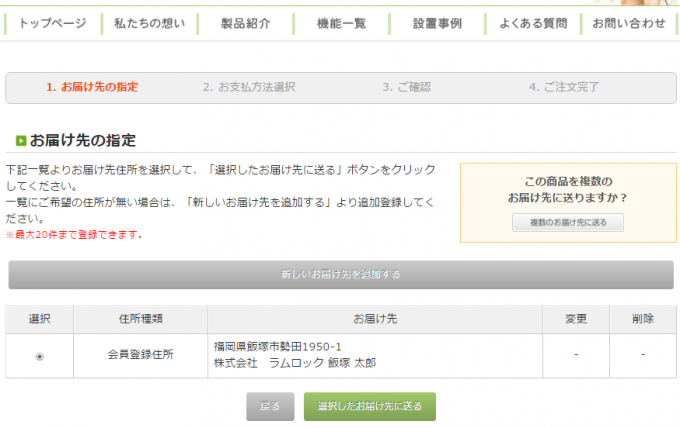 トップページ 私たちの想い 製品紹介 機能一覧 設置事例 よくある質問 お問い合わせ
1. お届け先の指定 2. お支払方法選択 3. ご確認 4. ご注文完了
お届け先の指定
下記一覧よりお届け先住所を選択して、「選択したお届け先に送る」ボタンをクリック
してください。
一覧にご希望の住所が無い場合は、「新しいお届け先を追加する」より追加登録してく
ださい。
※最大20件まで登録できます。
この商品を複数の
お届け先に送りますか？
複数のお届け先に送る
新しいお届け先を追加する
選択 住所種類 お届け先 変更 削除
会員登録住所 福岡県飯塚市勢田1950-1 - -
株式会社　ラムロック 飯塚 太郎
戻る 選択したお届け先に送る